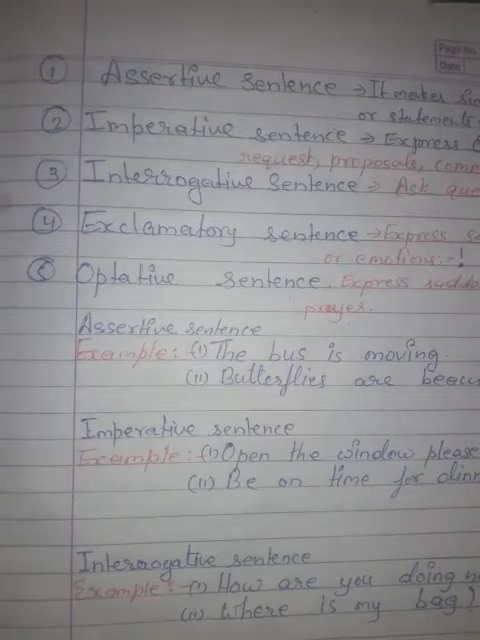 Page No.
Date
① Assertive sentence → It makes
or statements
② Imperative sentence → Express
request, proposals,
③ Interrogative sentence → Ask
④ Exclamatory sentence → Express
or emotions :- !
⑤ Optative sentence. Express
prayer.
Assertive sentence
Example: (i) The bus is moving.
(ii) Butterflies are
Imperative sentence
Example: (i) Open the window please
(ii) Be on time for
Interrogative sentence
Example: (i) How are you doing
(ii) Where is my bag ?